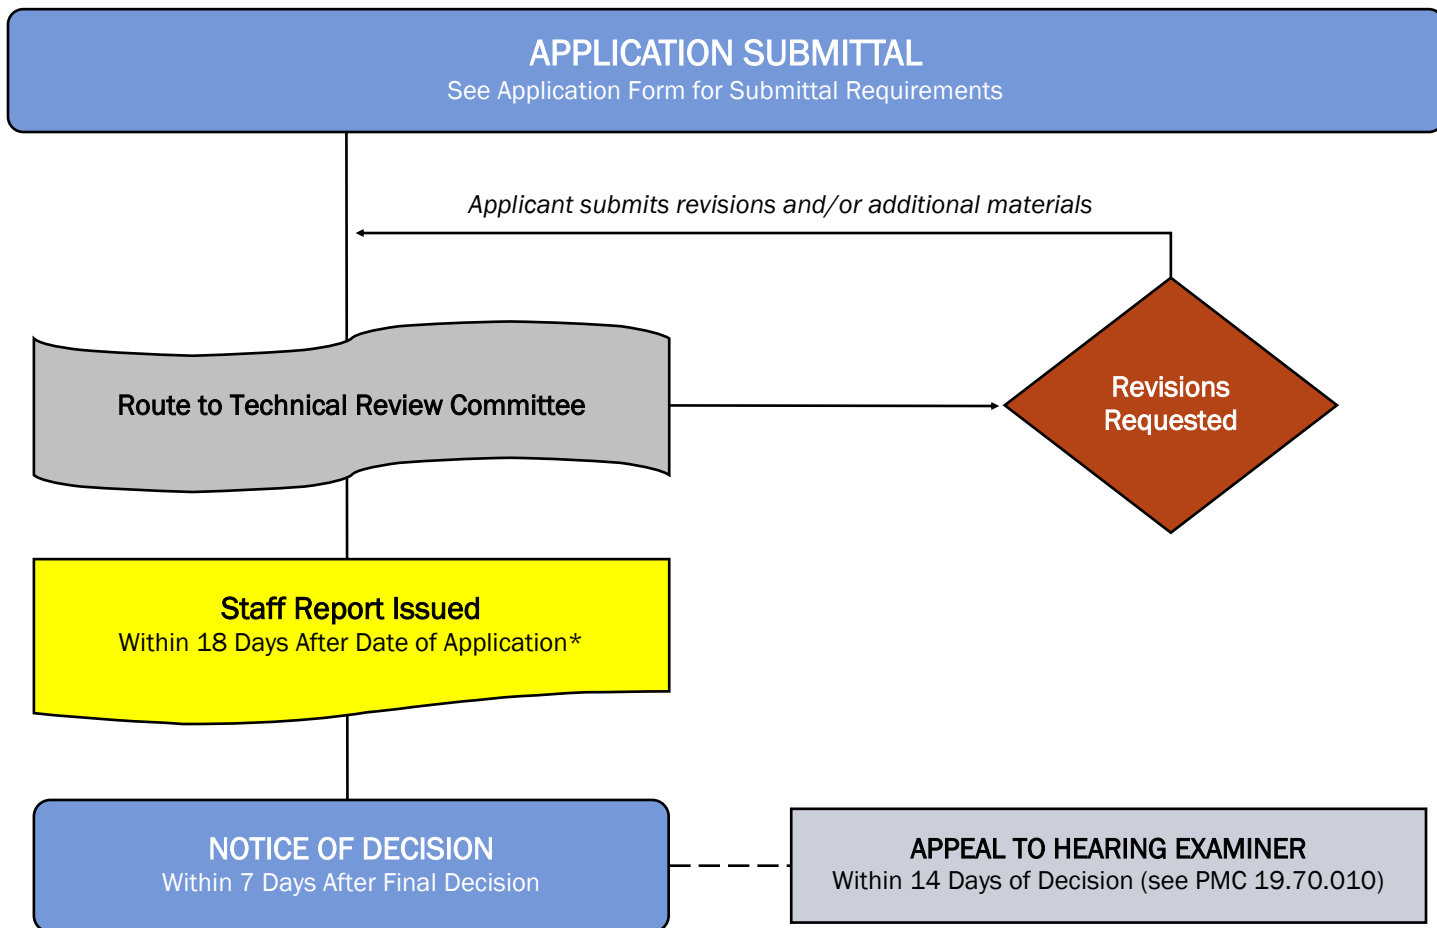 APPLICATION SUBMITTAL
See Application Form for Submittal Requirements
Applicant submits revisions and/or additional materials
Route to Technical Review Committee
Revisions
Requested
Staff Report Issued
Within 18 Days After Date of Application*
NOTICE OF DECISION
Within 7 Days After Final Decision
APPEAL TO HEARING EXAMINER
Within 14 Days of Decision (see PMC 19.70.010)